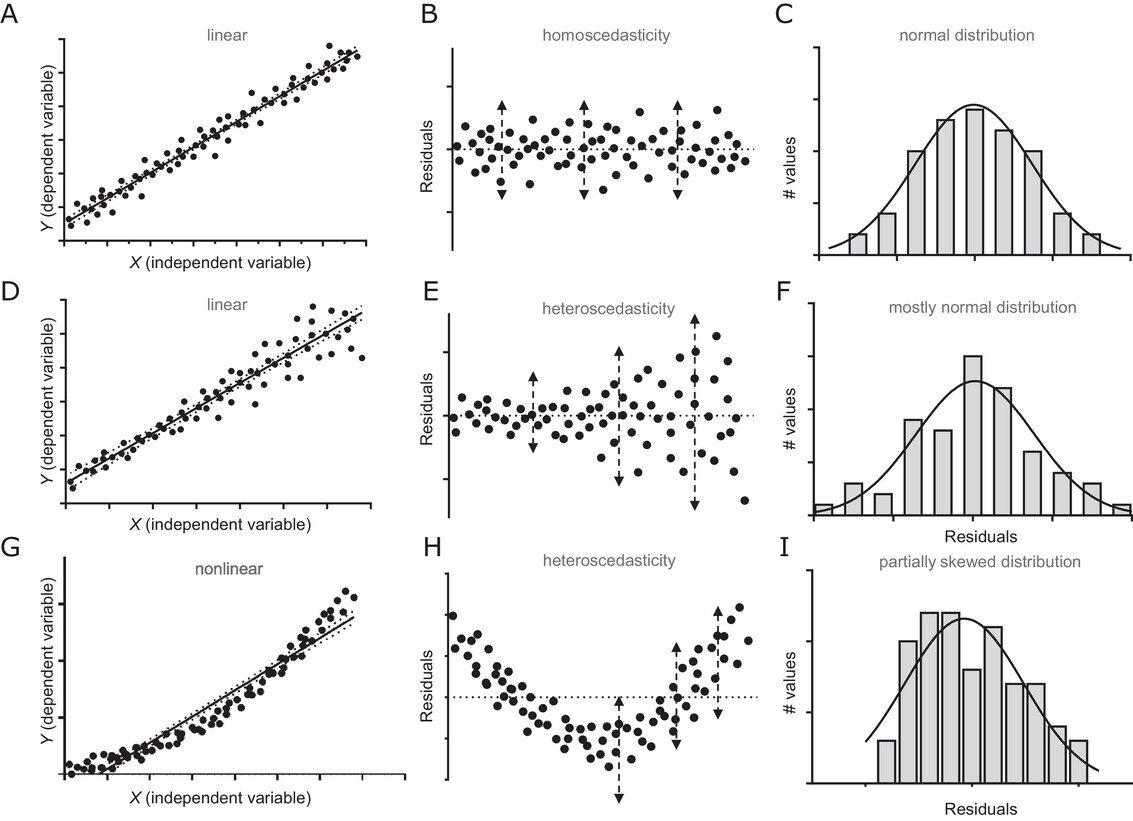 A
linear
Y (dependent variable)
X (independent variable)
B
homoscedasticity
Residuals
C
normal distribution
# values
D
linear
Y (dependent variable)
X (independent variable)
E
heteroscedasticity
Residuals
F
mostly normal distribution
# values
Residuals
G
nonlinear
Y (dependent variable)
X (independent variable)
H
heteroscedasticity
Residuals
I
partially skewed distribution
# values
Residuals